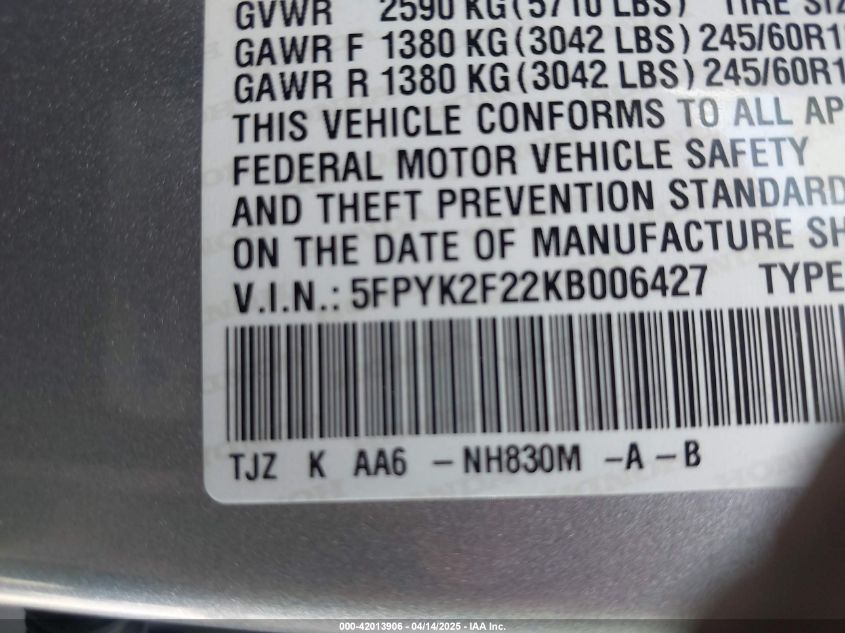 GVWR 2590 KG (5710 LBS) TIRE SIZ
GAWR F 1380 KG (3042 LBS) 245/60R1
GAWR R 1380 KG (3042 LBS) 245/60R1
THIS VEHICLE CONFORMS TO ALL AP
FEDERAL MOTOR VEHICLE SAFETY
AND THEFT PREVENTION STANDARD
ON THE DATE OF MANUFACTURE SH
V.I.N.: 5FPYK2F22KB006427 TYPE
TJZ K AA6 -NH830M -A-B
000-42013906 - 04/14/2025 - IAA Inc.